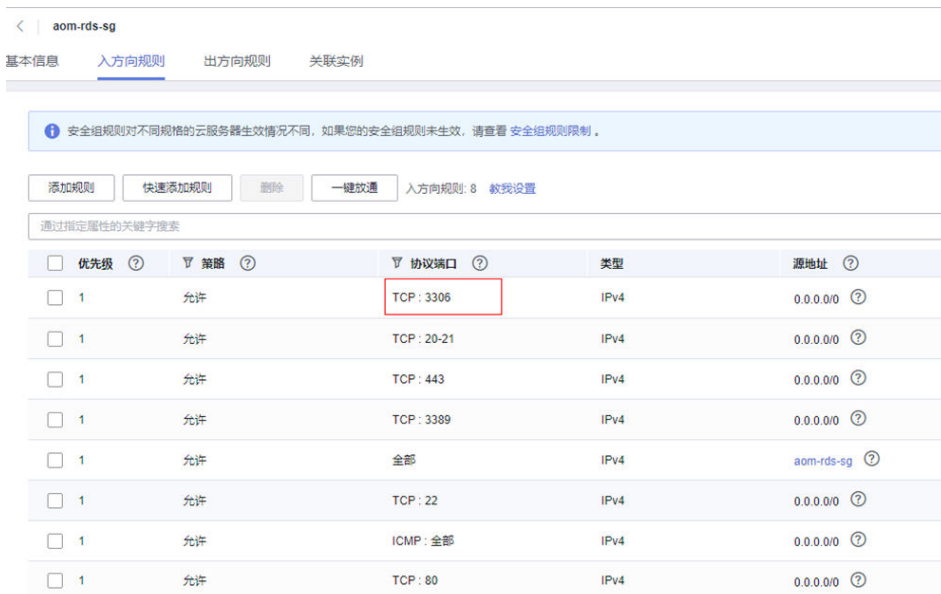 aom-rds-sg
基本信息 入方向规则 出方向规则 关联实例
安全组规则对不同规格的云服务器生效情况不同，如果您的安全组规则未生效，请查看 安全组规则限制 。
添加规则 快速添加规则 删除 一键放通 入方向规则: 8 教我设置
通过指定属性的关键字搜索
优先级 策略 协议端口 类型 源地址
1 允许 TCP : 3306 IPv4 0.0.0.0/0
1 允许 TCP : 20-21 IPv4 0.0.0.0/0
1 允许 TCP : 443 IPv4 0.0.0.0/0
1 允许 TCP : 3389 IPv4 0.0.0.0/0
1 允许 全部 IPv4 aom-rds-sg
1 允许 TCP : 22 IPv4 0.0.0.0/0
1 允许 ICMP : 全部 IPv4 0.0.0.0/0
1 允许 TCP : 80 IPv4 0.0.0.0/0